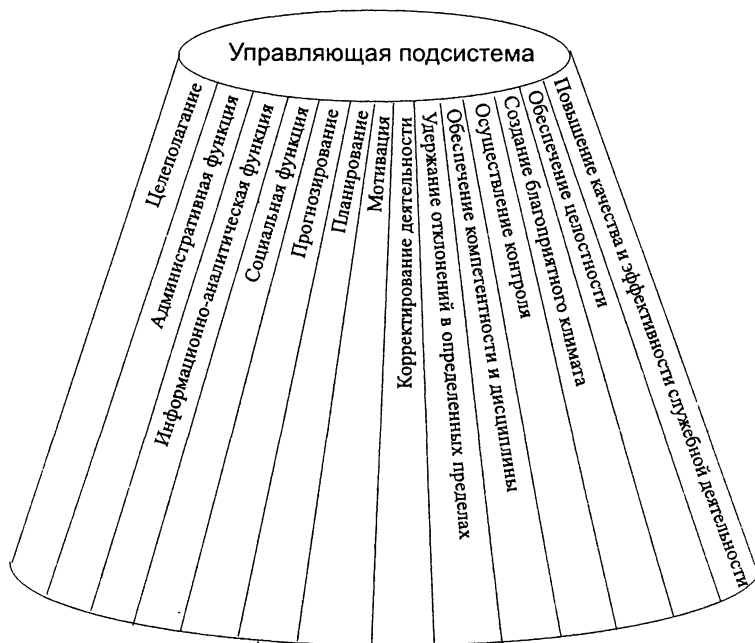 Управляющая подсистема
Целеполагание
Административная функция
Информационно-аналитическая функция
Социальная функция
Прогнозирование
Планирование
Мотивация
Корректирование деятельности
Удержание отклонений в определенных пределах
Обеспечение компетентности и дисциплины
Осуществление контроля
Создание благоприятного климата
Обеспечение целостности
Повышение качества и эффективности служебной деятельности